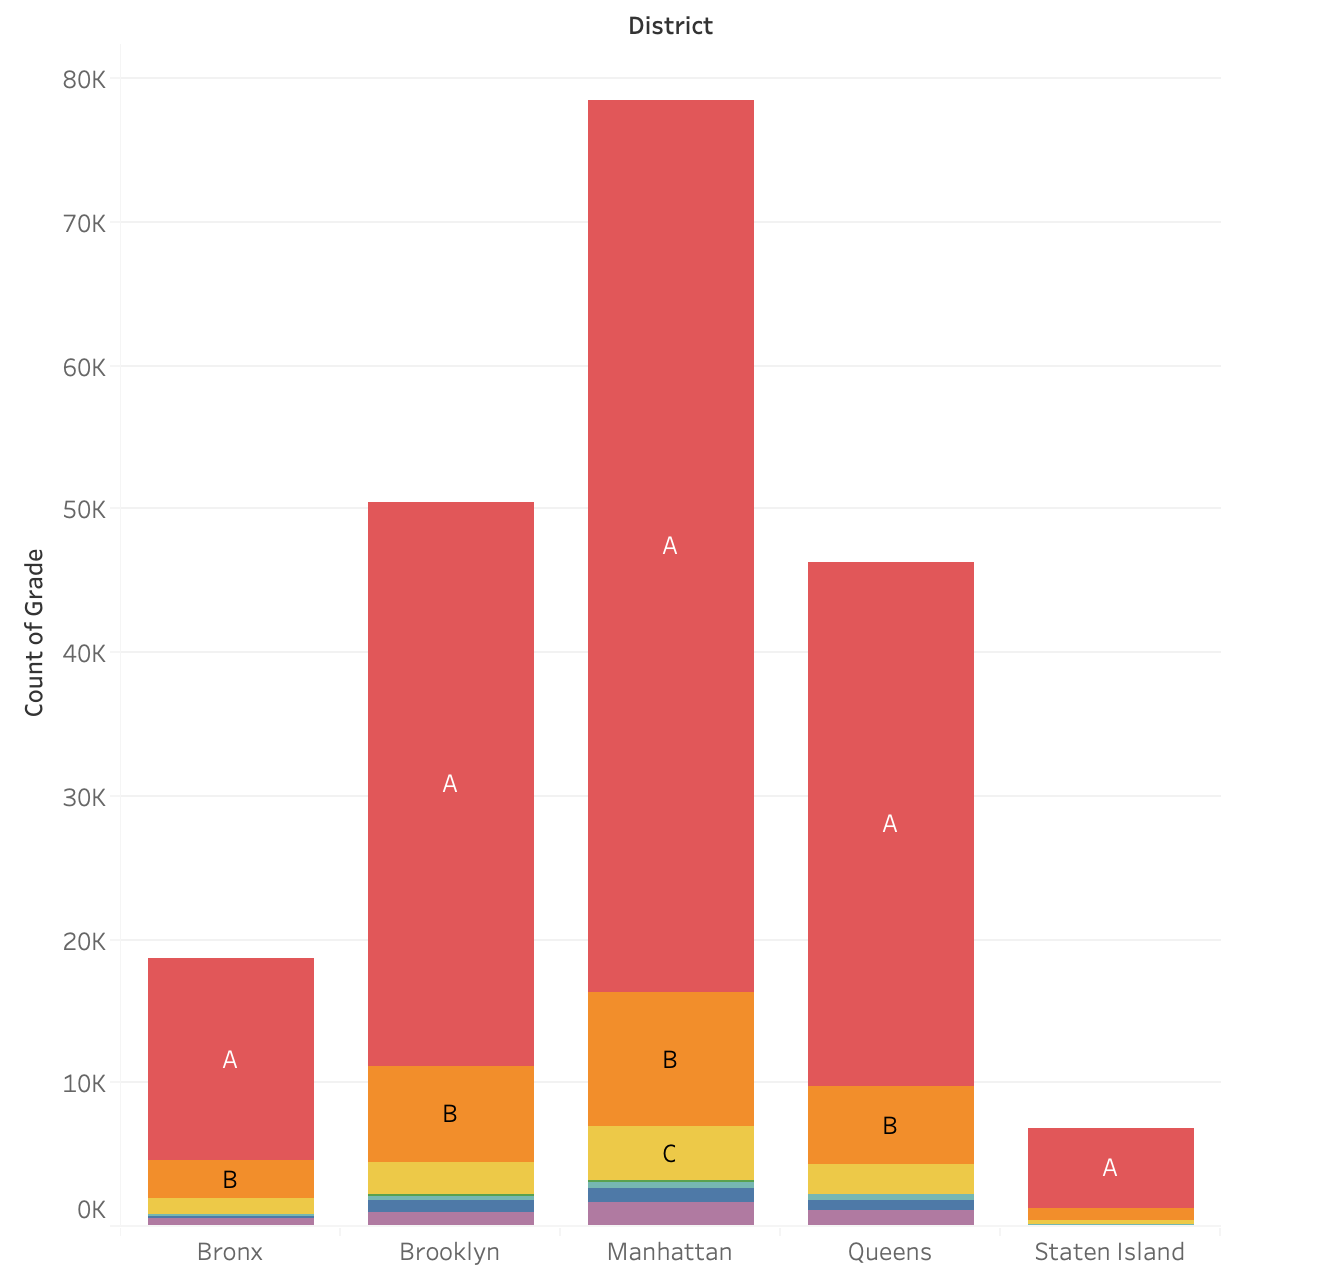 District
80K
70K
60K
50K
40K
30K
20K
10K
0K
Count of Grade
A
A
A
A
A
B
B
B
B
C
Bronx
Brooklyn
Manhattan
Queens
Staten Island